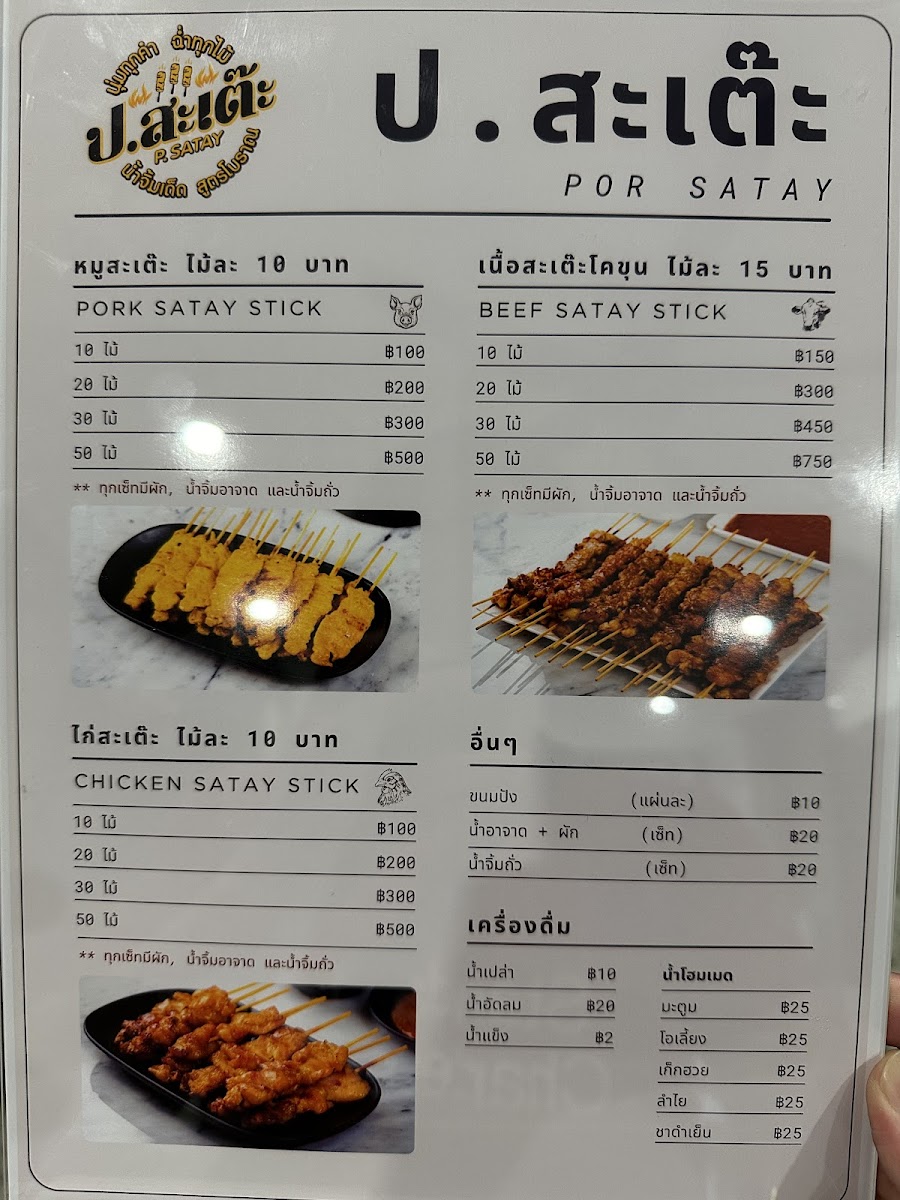 นุ่มทุกคำ ฉ่ำทุกไม้
ป.สะเต๊ะ
P. SATAY
น้ำจิ้มเด็ด สูตรโบราณ
ป.สะเต๊ะ
POR SATAY
หมูสะเต๊ะ ไม้ละ 10 บาท
PORK SATAY STICK
10 ไม้ ฿100
20 ไม้ ฿200
30 ไม้ ฿300
50 ไม้ ฿500
** ทุกเซ็ทมีผัก, น้ำจิ้มอาจาด และน้ำจิ้มถั่ว
เนื้อสะเต๊ะโคขุน ไม้ละ 15 บาท
BEEF SATAY STICK
10 ไม้ ฿150
20 ไม้ ฿300
30 ไม้ ฿450
50 ไม้ ฿750
** ทุกเซ็ทมีผัก, น้ำจิ้มอาจาด และน้ำจิ้มถั่ว
ไก่สะเต๊ะ ไม้ละ 10 บาท
CHICKEN SATAY STICK
10 ไม้ ฿100
20 ไม้ ฿200
30 ไม้ ฿300
50 ไม้ ฿500
** ทุกเซ็ทมีผัก, น้ำจิ้มอาจาด และน้ำจิ้มถั่ว
อื่นๆ
ขนมปัง (แผ่นละ) ฿10
น้ำอาจาด + ผัก (เซ็ท) ฿20
น้ำจิ้มถั่ว (เซ็ท) ฿20
เครื่องดื่ม
น้ำเปล่า ฿10
น้ำอัดลม ฿20
น้ำแข็ง ฿2
น้ำโฮมเมด
มะตูม ฿25
โอเลี้ยง ฿25
เก็กฮวย ฿25
ลำไย ฿25
ชาดำเย็น ฿25